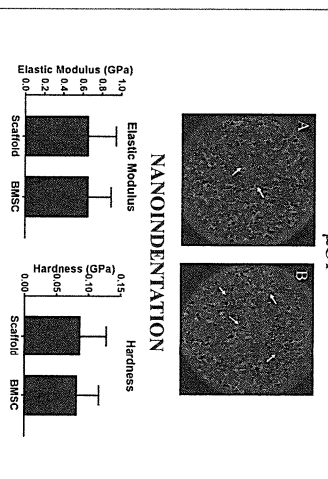 A
B
NANOINDENTATION
Elastic Modulus
Elastic Modulus (GPa)
1.0
0.8
0.6
0.4
0.2
0.0
Scaffold
BMSC
Hardness
Hardness (GPa)
0.15
0.10
0.05
0.00
Scaffold
BMSC